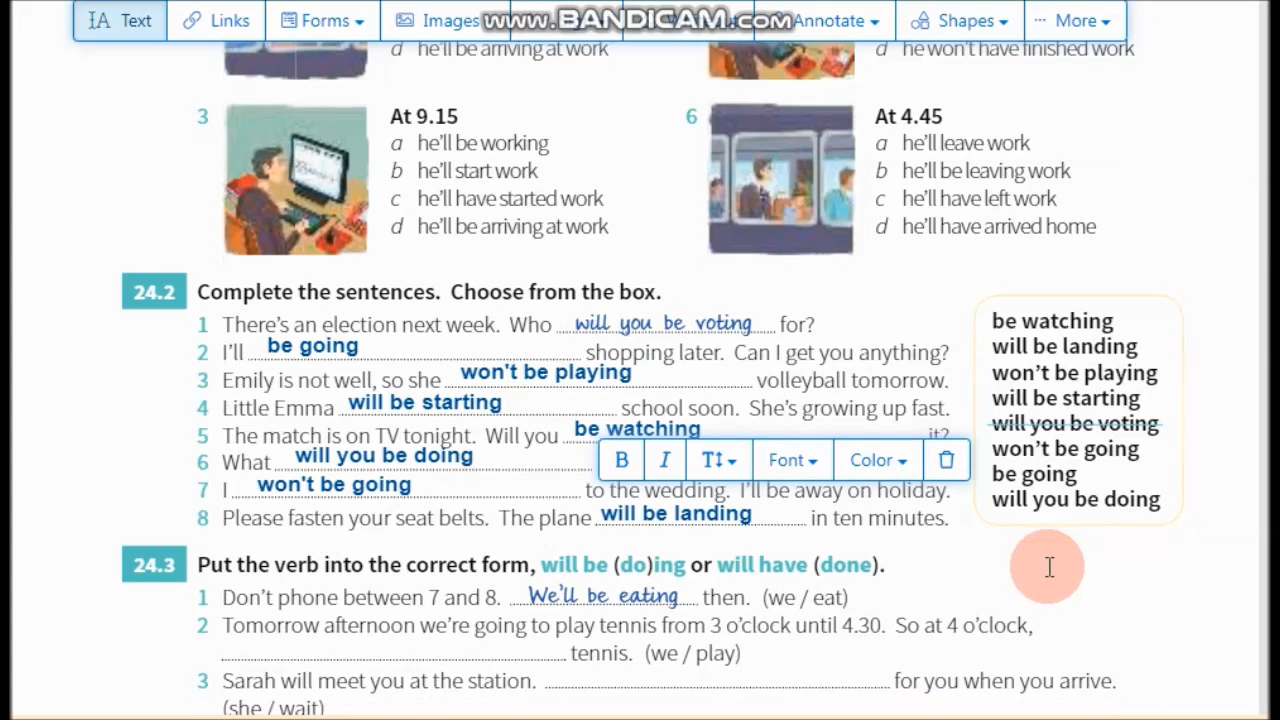 Text Links Forms Images www.BANDICAM.com Annotate Shapes More
d he'll be arriving at work
d he won't have finished work
3 At 9.15
a he'll be working
b he'll start work
c he'll have started work
d he'll be arriving at work
6 At 4.45
a he'll leave work
b he'll be leaving work
c he'll have left work
d he'll have arrived home
24.2 Complete the sentences. Choose from the box.
1 There's an election next week. Who will you be voting for?
2 I'll be going shopping later. Can I get you anything?
3 Emily is not well, so she won't be playing volleyball tomorrow.
4 Little Emma will be starting school soon. She's growing up fast.
5 The match is on TV tonight. Will you be watching it?
6 What will you be doing
B I T Font Color
7 I won't be going to the wedding. I'll be away on holiday.
8 Please fasten your seat belts. The plane will be landing in ten minutes.
be watching
will be landing
won't be playing
will be starting
will you be voting
won't be going
be going
will you be doing
24.3 Put the verb into the correct form, will be (do)ing or will have (done).
1 Don't phone between 7 and 8. We'll be eating then. (we / eat)
2 Tomorrow afternoon we're going to play tennis from 3 o'clock until 4.30. So at 4 o'clock,
tennis. (we / play)
3 Sarah will meet you at the station. for you when you arrive.
(she / wait)